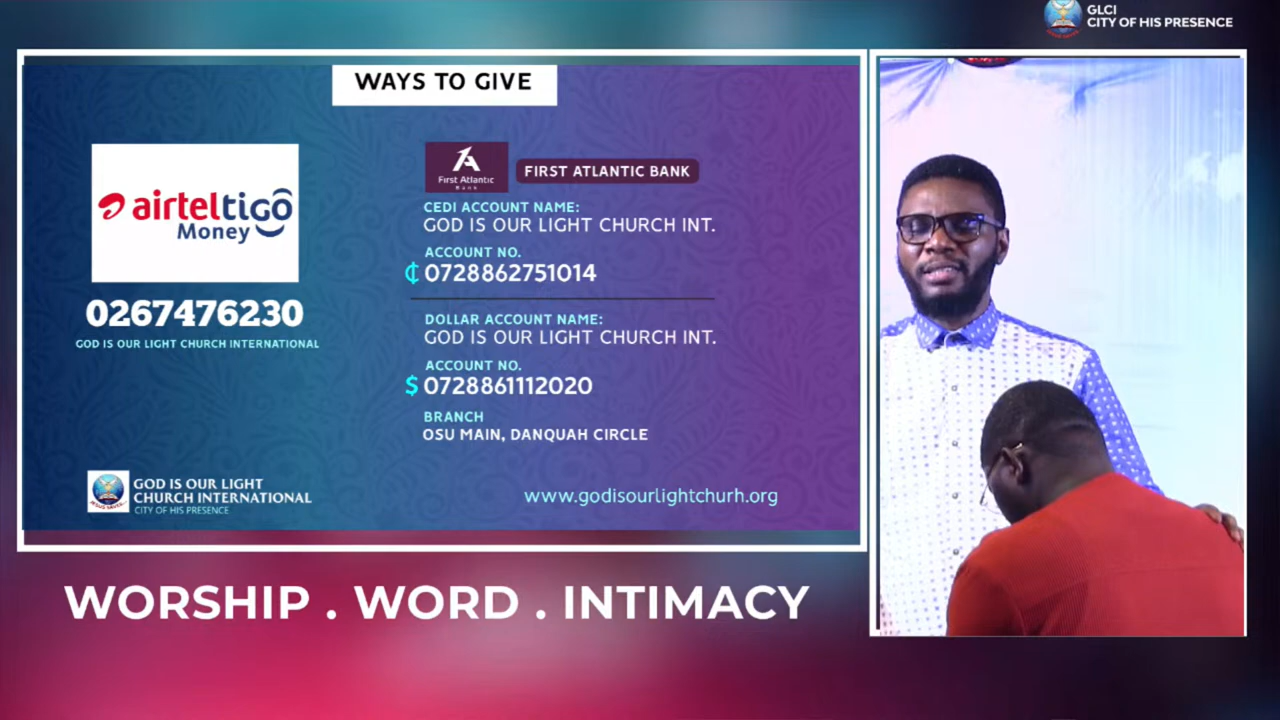 GLCI
CITY OF HIS PRESENCE
WAYS TO GIVE
airteltigo
Money
0267476230
GOD IS OUR LIGHT CHURCH INTERNATIONAL
First Atlantic
Bank
FIRST ATLANTIC BANK
CEDI ACCOUNT NAME:
GOD IS OUR LIGHT CHURCH INT.
ACCOUNT NO.
₵ 0728862751014
DOLLAR ACCOUNT NAME:
GOD IS OUR LIGHT CHURCH INT.
ACCOUNT NO.
$ 0728861112020
BRANCH
OSU MAIN, DANQUAH CIRCLE
JESUS SAVES
GOD IS OUR LIGHT
CHURCH INTERNATIONAL
CITY OF HIS PRESENCE
www.godisourlightchurh.org
WORSHIP . WORD . INTIMACY